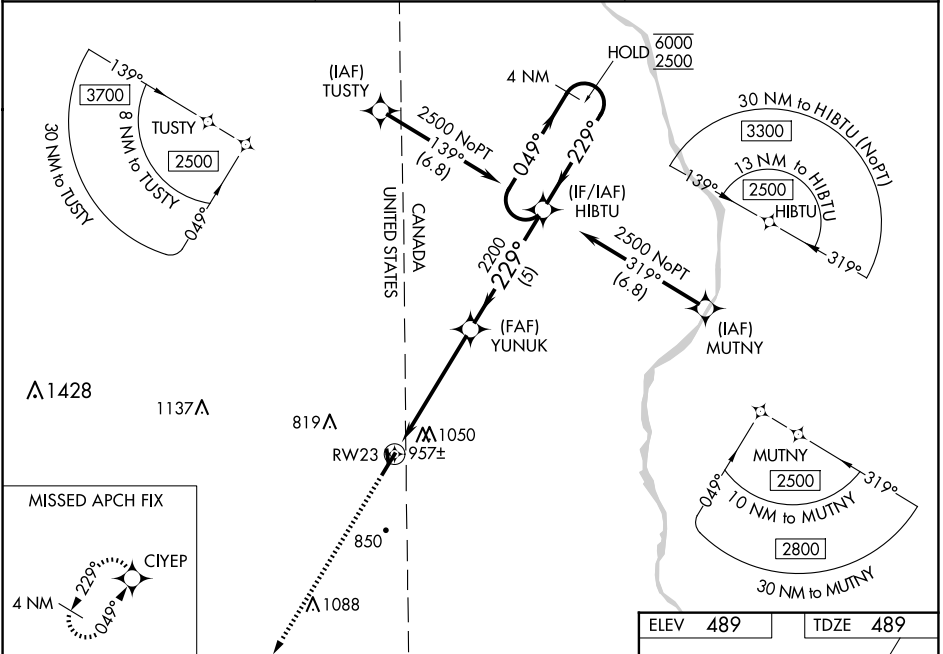 139°
3700
8 NM to TUSTY
30 NM to TUSTY
TUSTY
2500
049°
(IAF)
TUSTY
2500 NoPT
139°
(6.8)
4 NM
HOLD
6000
2500
049°
229°
(IF/IAF)
HIBTU
CANADA
UNITED STATES
2200
229°
(5)
2500 NoPT
319°
(6.8)
(IAF)
MUTNY
(FAF)
YUNUK
30 NM to HIBTU (NoPT)
3300
13 NM to HIBTU
139°
2500
HIBTU
319°
1428
1137
819
1050
RW23
957±
850
1088
MUTNY
2500
049°
319°
10 NM to MUTNY
2800
30 NM to MUTNY
MISSED APCH FIX
CIYEP
229°
049°
4 NM
ELEV 489
TDZE 489